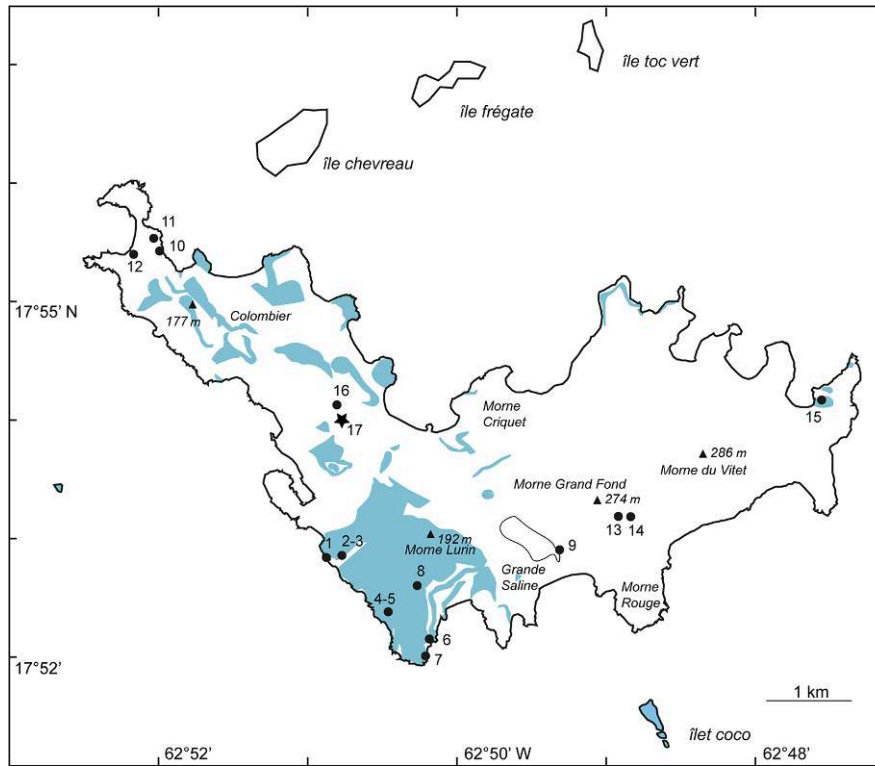 île toc vert
île frégate
île chevreau
11
10
12
17°55' N
177 m
Colombier
16
17
Morne
Criquet
15
286 m
Morne du Vitet
Morne Grand Fond
274 m
13 14
1
2-3
192 m
Morne Lurin
9
8
Grande
Saline
4-5
Morne
Rouge
6
7
17°52'
1 km
îlet coco
62°52'
62°50' W
62°48'